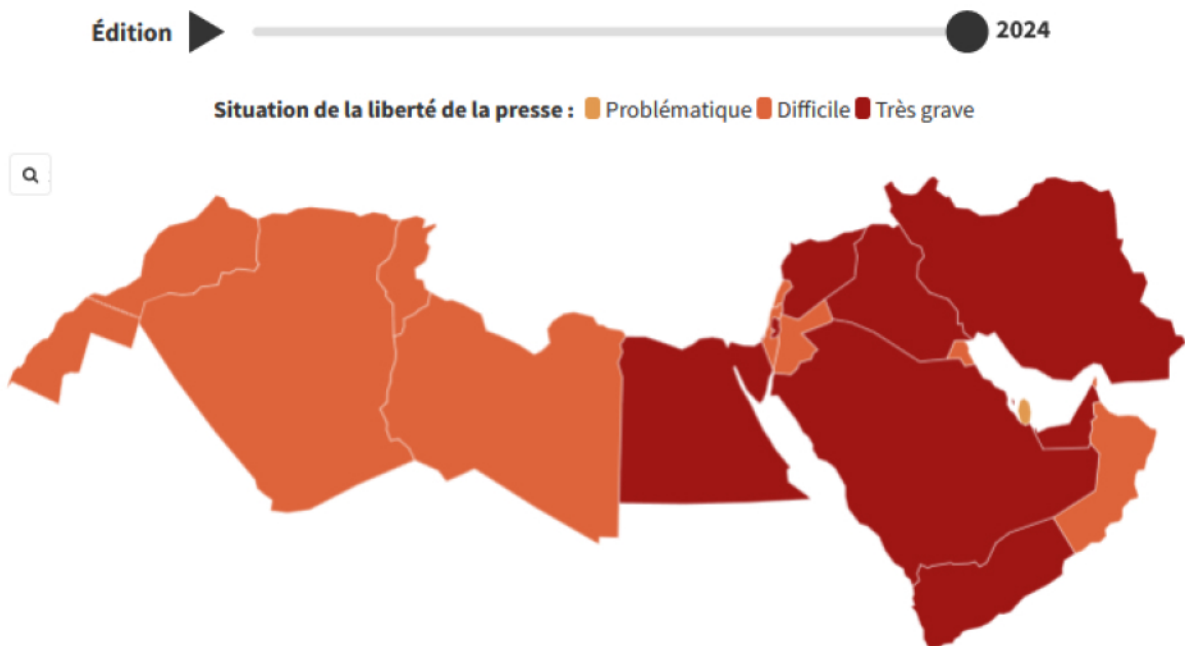 Édition 2024
Situation de la liberté de la presse : Problématique Difficile Très grave